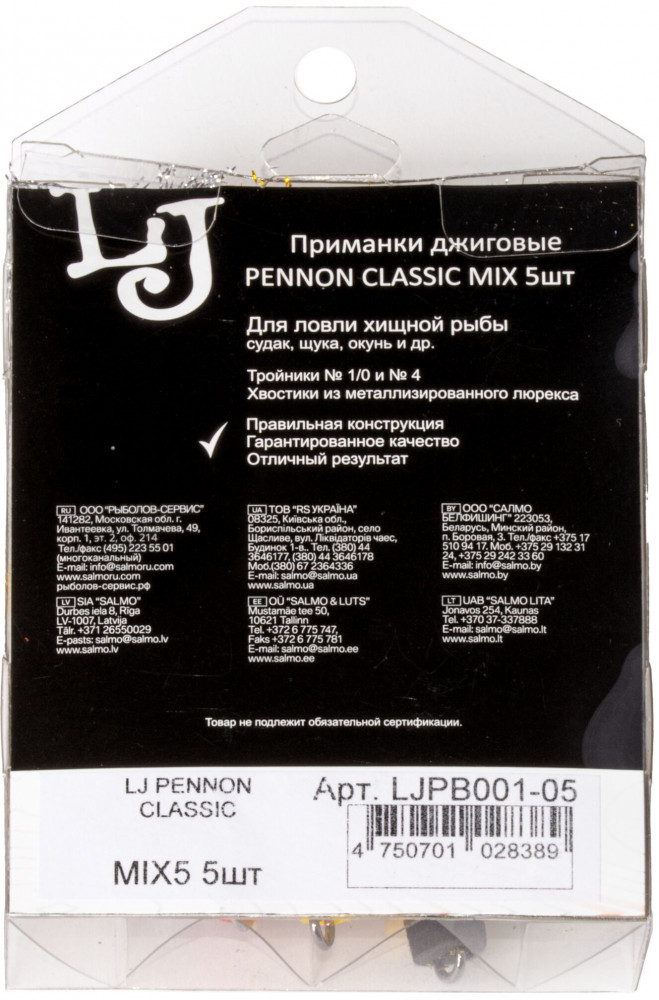 LJ
Приманки джиговые
PENNON CLASSIC MIX 5шт
Для ловли хищной рыбы
судак, щука, окунь и др.
Тройники № 1/0 и № 4
Хвостики из металлизированного люрекса
Правильная конструкция
Гарантированное качество
Отличный результат
RU ООО "РЫБОЛОВ-СЕРВИС"
141282, Московская обл. г.
Ивантеевка, ул. Толмачева, 49,
корп. 1, эт. 2, оф. 214
Тел./факс (495) 223 55 01
(многоканальный)
E-mail: info@salmoru.com
www.salmoru.com
рыболов-сервис.рф
UA ТОВ "RS УКРАЇНА"
08325, Київська обл.,
Бориспільський район, село
Щасливе, вул. Ліквідаторів чаес,
Будинок 1-в.. Тел. (380) 44
3646177, (380) 44 3646178
Моб.(380) 67 2364336
E-mail: salmo@salmo.ua
www.salmo.ua
BY ООО "САЛМО
БЕЛФИШИНГ" 223053,
Беларусь, Минский район,
п. Боровая, 3. Тел./факс +375 17
510 94 17. Моб. +375 29 132 31
24, +375 29 242 33 60
E-mail: info@salmo.by
www.salmo.by
LV SIA "SALMO"
Durbes iela 8, Rīga
LV-1007, Latvija
Tālr. +371 26550029
E-pasts: salmo@salmo.lv
www.salmo.lv
EE OÜ "SALMO & LUTS"
Mustamäe tee 50,
10621 Tallinn
Tel. +372 6 775 747,
Faks +372 6 775 781
E-mail: salmo@salmo.ee
www.salmo.ee
LT UAB "SALMO LITA"
Jonavos 254, Kaunas
Tel. +370 37-337888
E-mail: salmo@salmo.lt
www.salmo.lt
Товар не подлежит обязательной сертификации.
LJ PENNON
CLASSIC
MIX5 5шт
Арт. LJPB001-05
4 750701 028389